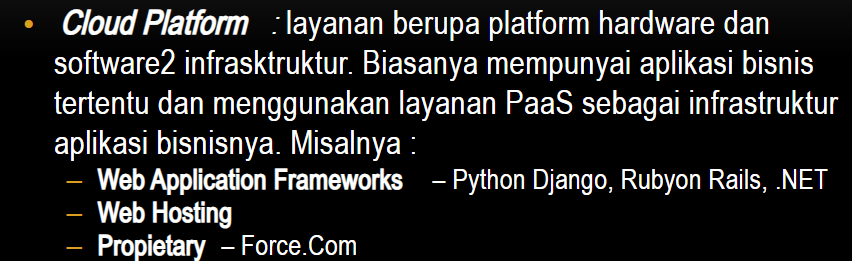 • Cloud Platform : layanan berupa platform hardware dan
software2 infrasktruktur. Biasanya mempunyai aplikasi bisnis
tertentu dan menggunakan layanan PaaS sebagai infrastruktur
aplikasi bisnisnya. Misalnya :
– Web Application Frameworks – Python Django, Rubyon Rails, .NET
– Web Hosting
– Propietary – Force.Com